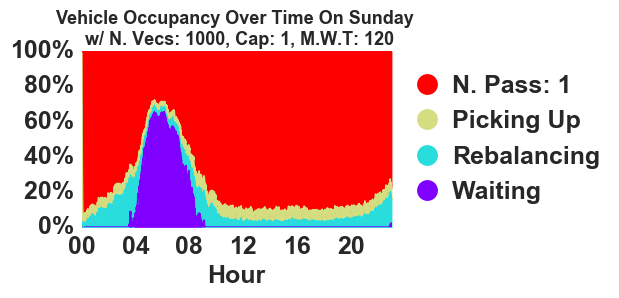 Vehicle Occupancy Over Time On Sunday
w/ N. Vecs: 1000, Cap: 1, M.W.T: 120
100%
80%
60%
40%
20%
0%
00 04 08 12 16 20
Hour
N. Pass: 1
Picking Up
Rebalancing
Waiting